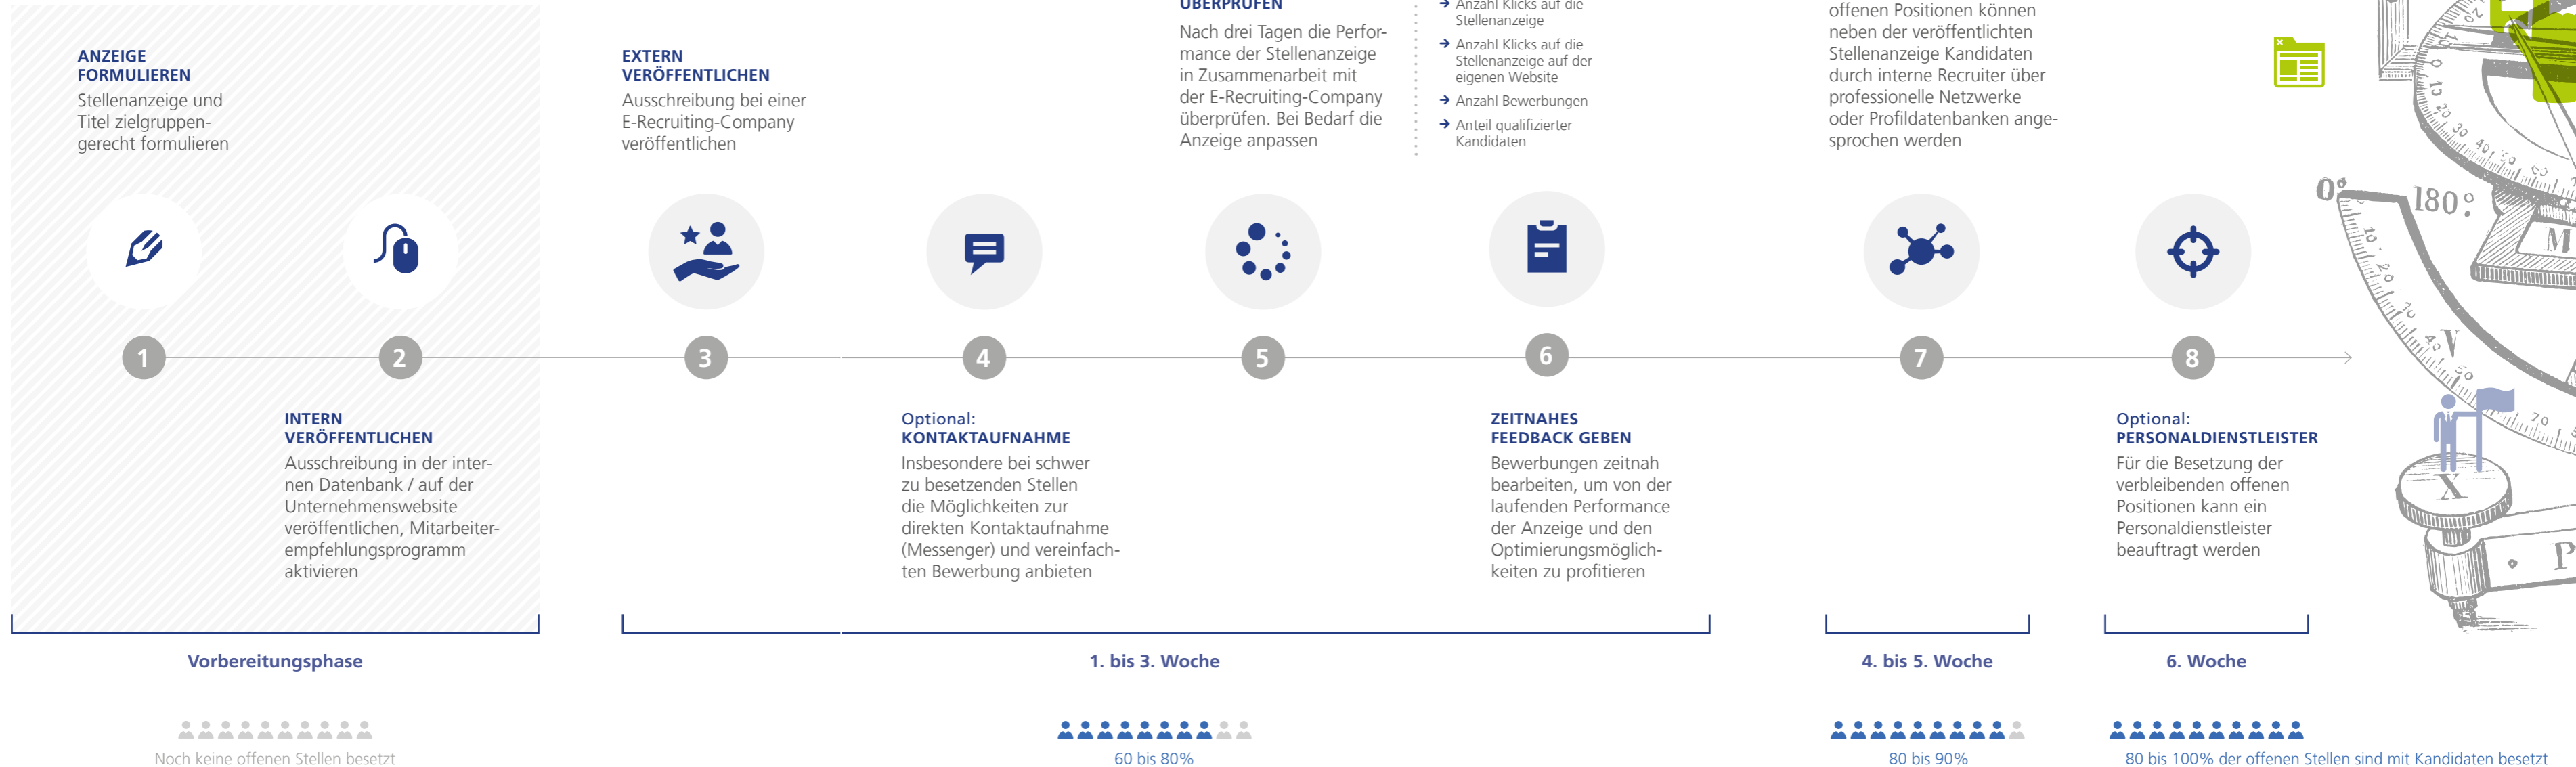 ANZEIGE
FORMULIEREN
Stellenanzeige und
Titel zielgruppen-
gerecht formulieren
EXTERN
VERÖFFENTLICHEN
Ausschreibung bei einer
E-Recruiting-Company
veröffentlichen
ÜBERPRÜFEN
Nach drei Tagen die Perfor-
mance der Stellenanzeige
in Zusammenarbeit mit
der E-Recruiting-Company
überprüfen. Bei Bedarf die
Anzeige anpassen
→ Anzahl Klicks auf die
Stellenanzeige
→ Anzahl Klicks auf die
Stellenanzeige auf der
eigenen Website
→ Anzahl Bewerbungen
→ Anteil qualifizierter
Kandidaten
offenen Positionen können
neben der veröffentlichten
Stellenanzeige Kandidaten
durch interne Recruiter über
professionelle Netzwerke
oder Profildatenbanken ange-
sprochen werden
0° 180°
M
1 2 3 4 5 6 7 8
INTERN
VERÖFFENTLICHEN
Ausschreibung in der inter-
nen Datenbank / auf der
Unternehmenswebsite
veröffentlichen, Mitarbeiter-
empfehlungsprogramm
aktivieren
Optional:
KONTAKTAUFNAHME
Insbesondere bei schwer
zu besetzenden Stellen
die Möglichkeiten zur
direkten Kontaktaufnahme
(Messenger) und vereinfach-
ten Bewerbung anbieten
ZEITNAHES
FEEDBACK GEBEN
Bewerbungen zeitnah
bearbeiten, um von der
laufenden Performance
der Anzeige und den
Optimierungsmöglich-
keiten zu profitieren
Optional:
PERSONALDIENSTLEISTER
Für die Besetzung der
verbleibenden offenen
Positionen kann ein
Personaldienstleister
beauftragt werden
V
X
P
Vorbereitungsphase
1. bis 3. Woche
4. bis 5. Woche
6. Woche
Noch keine offenen Stellen besetzt
60 bis 80%
80 bis 90%
80 bis 100% der offenen Stellen sind mit Kandidaten besetzt